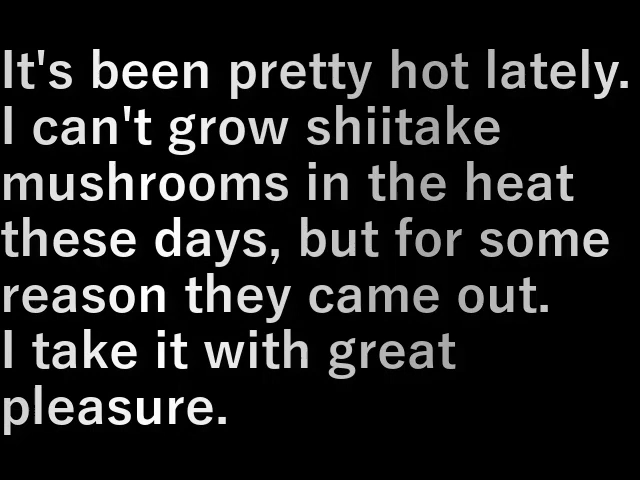 It's been pretty hot lately.
I can't grow shiitake
mushrooms in the heat
these days, but for some
reason they came out.
I take it with great
pleasure.